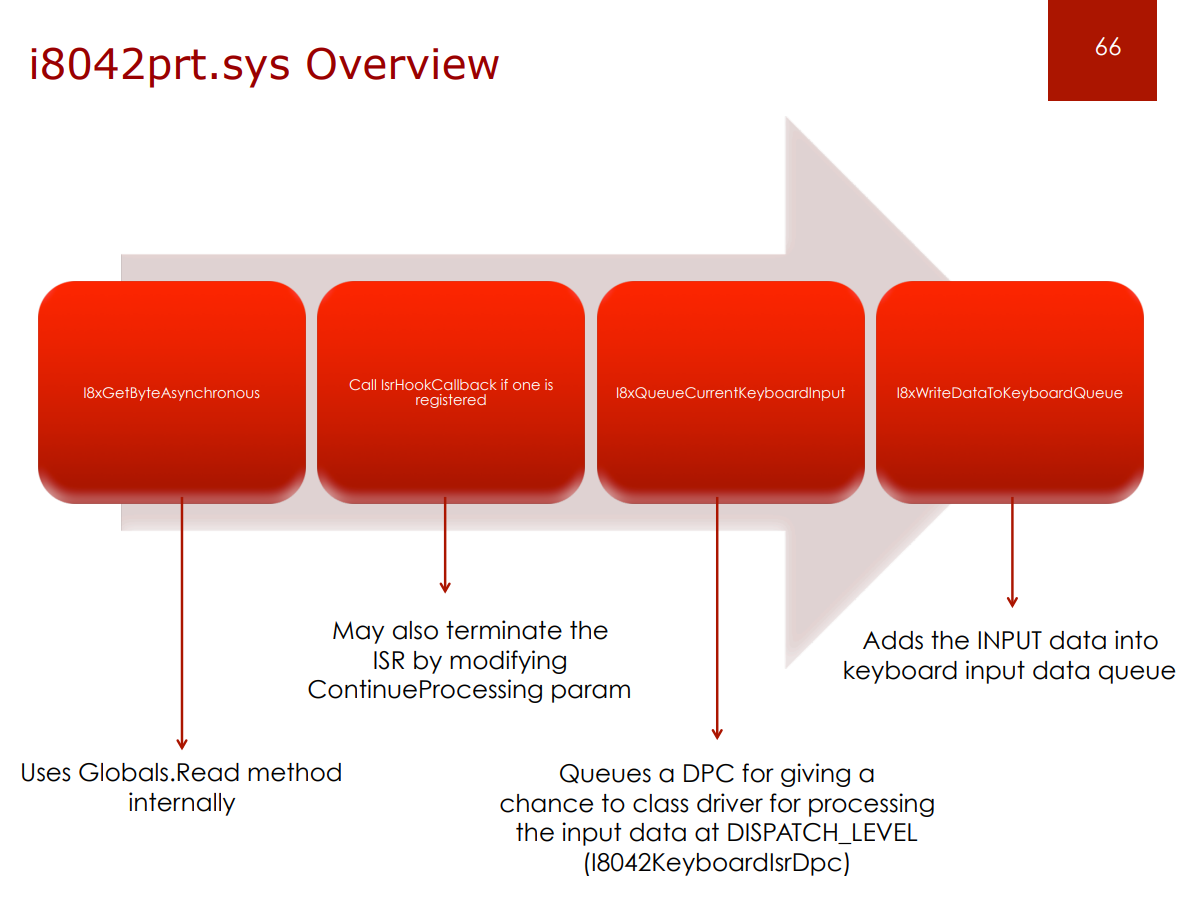 i8042prt.sys Overview
66
I8xGetByteAsynchronous
Call IsrHookCallback if one is
registered
I8xQueueCurrentKeyboardInput
I8xWriteDataToKeyboardQueue
May also terminate the
ISR by modifying
ContinueProcessing param
Adds the INPUT data into
keyboard input data queue
Uses Globals.Read method
internally
Queues a DPC for giving a
chance to class driver for processing
the input data at DISPATCH_LEVEL
(I8042KeyboardIsrDpc)